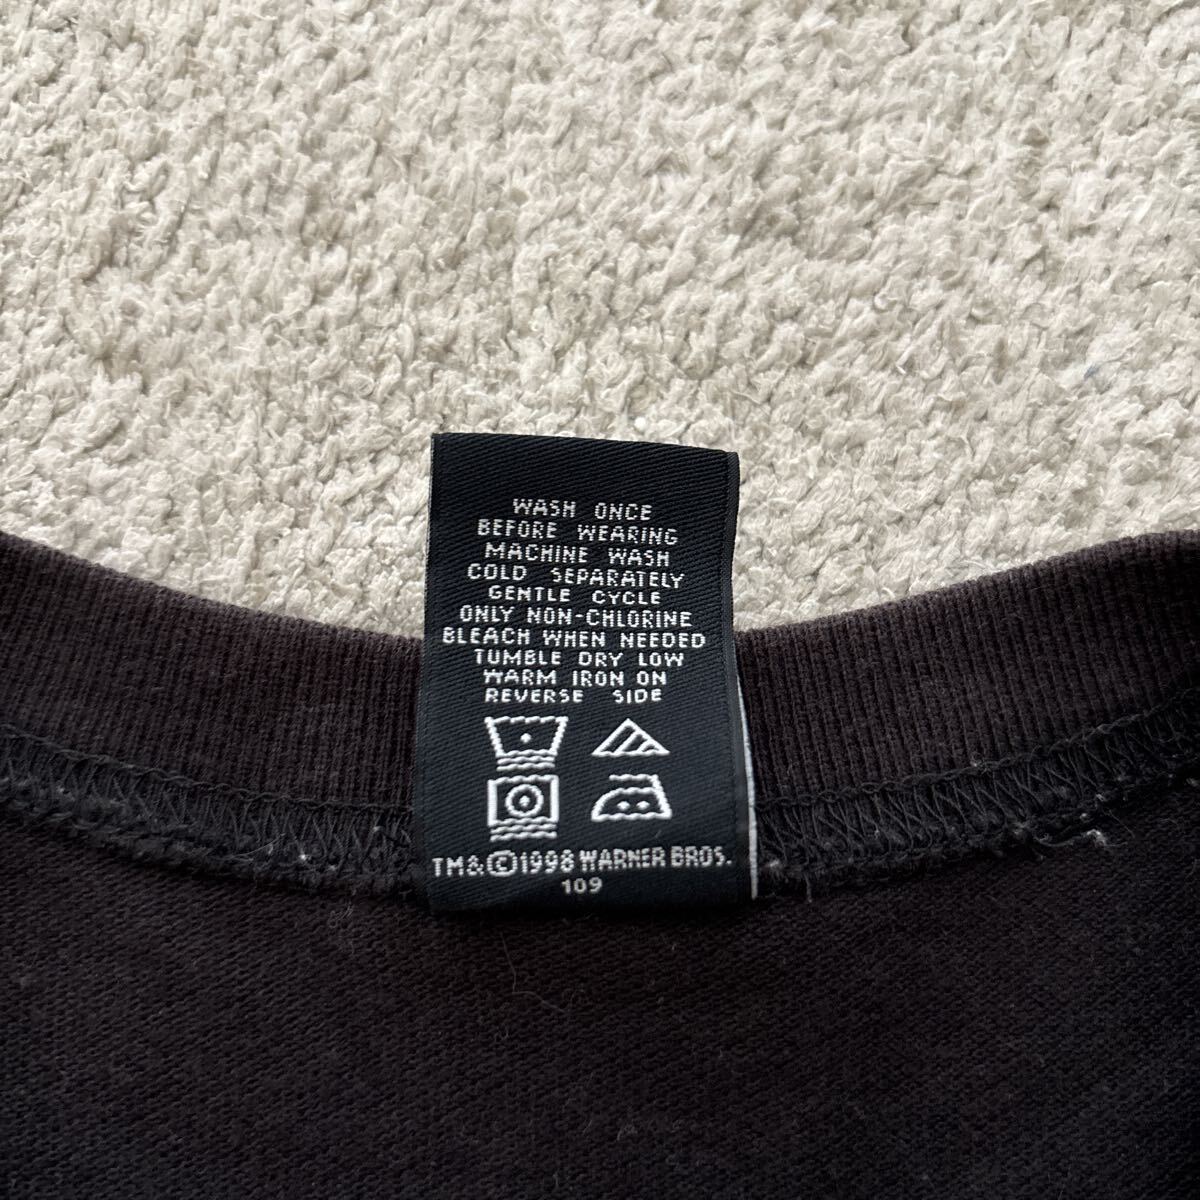 WASH ONCE
BEFORE WEARING
MACHINE WASH
COLD SEPARATELY
GENTLE CYCLE
ONLY NON-CHLORINE
BLEACH WHEN NEEDED
TUMBLE DRY LOW
WARM IRON ON
REVERSE SIDE
TM&©1998 WARNER BROS.
109